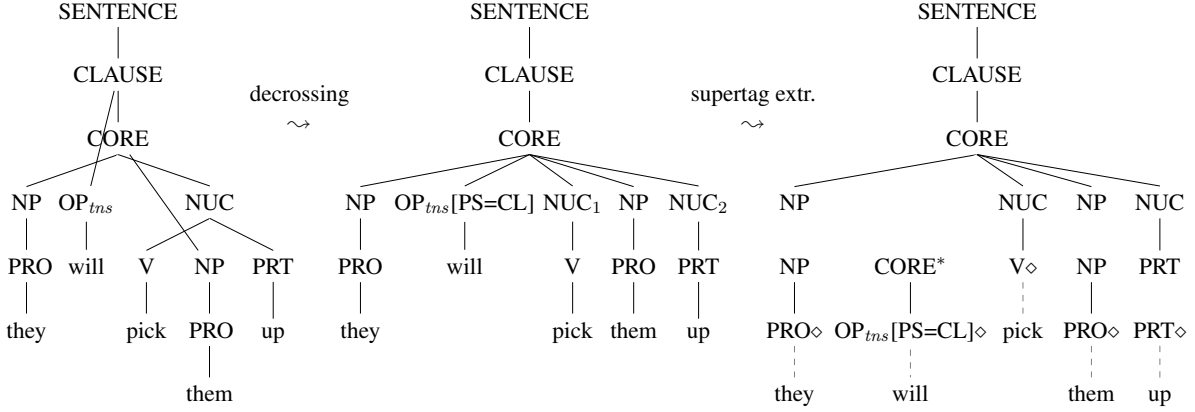 SENTENCE SENTENCE SENTENCE
CLAUSE CLAUSE CLAUSE
decrossing supertag extr.
⤳ ⤳
CORE CORE CORE
NP OP_tns NUC NP OP_tns[PS=CL] NUC_1 NP NUC_2 NP NUC NP NUC
PRO will V NP PRT PRO will V PRO PRT NP CORE* V⋄ NP PRT
they pick PRO up they pick them up PRO⋄ OP_tns[PS=CL]⋄ pick PRO⋄ PRT⋄
them they will them up